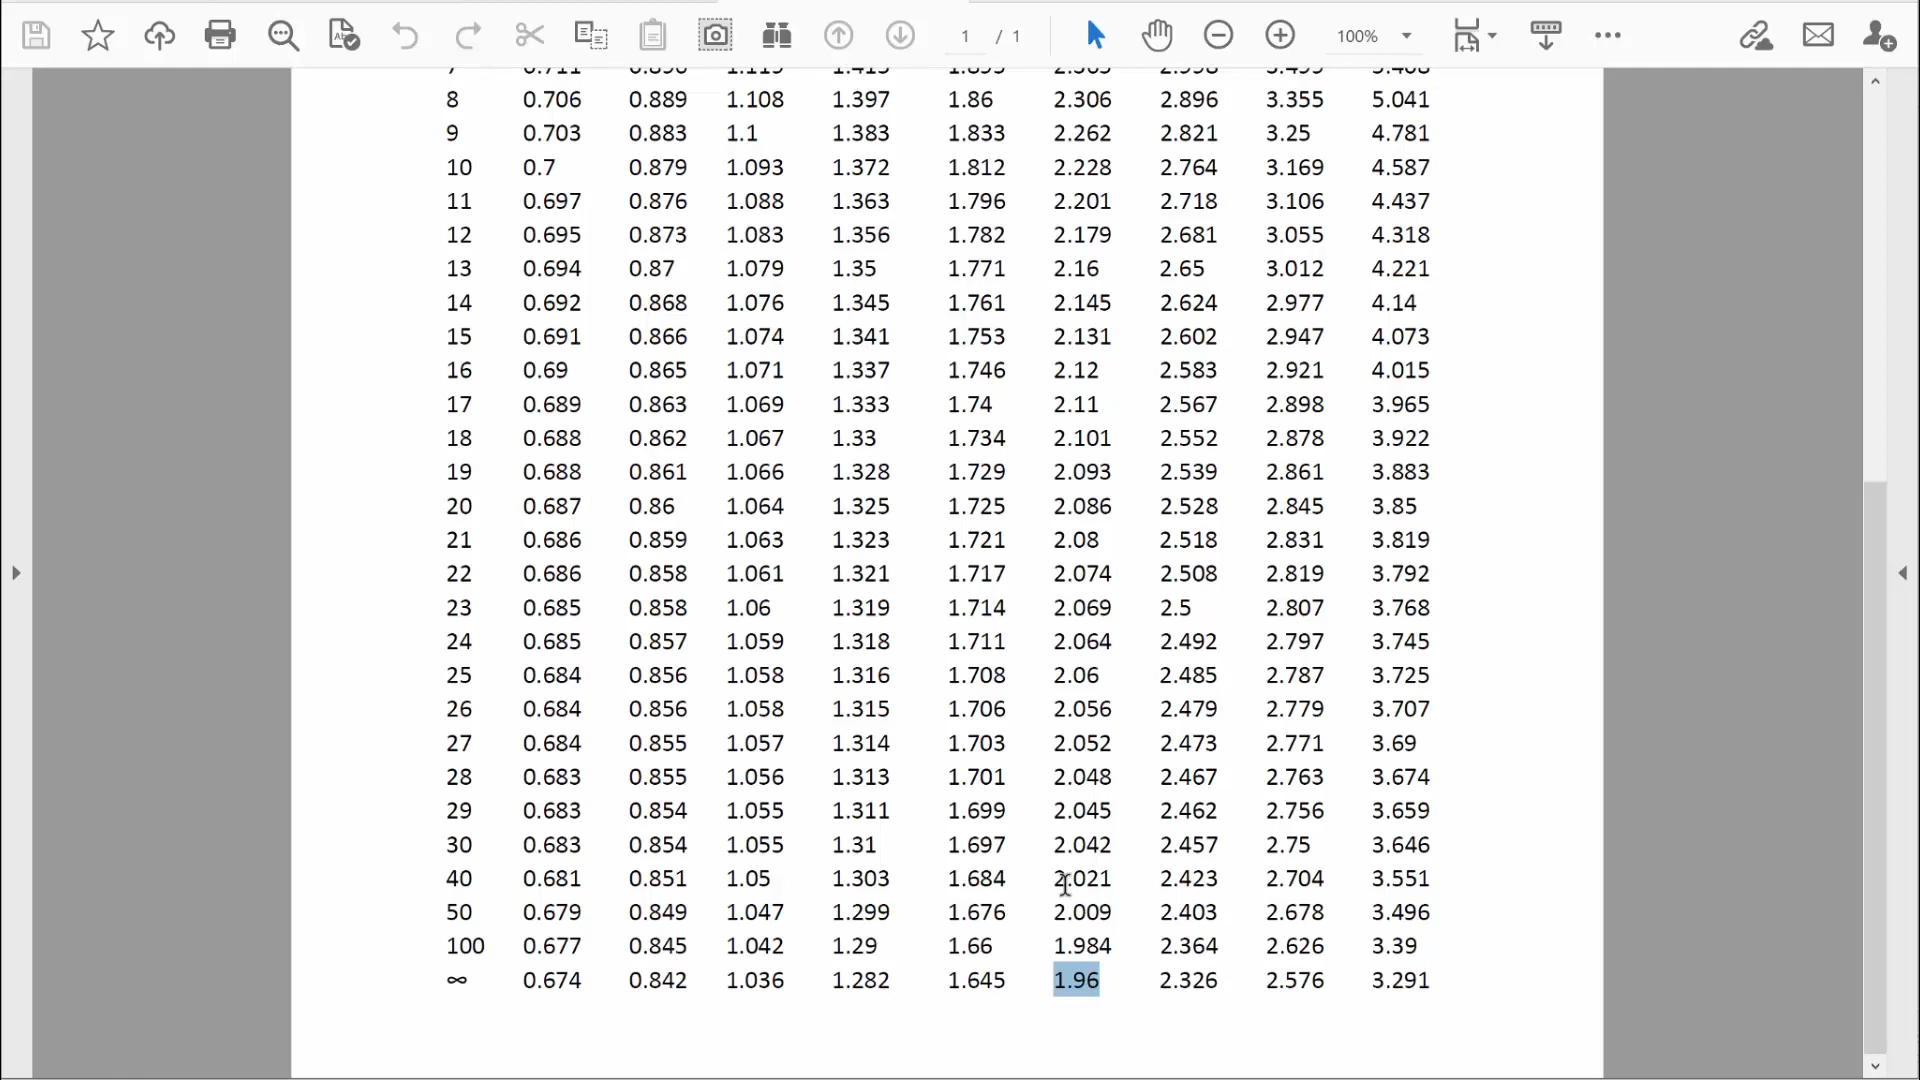 1 / 1 100%
8 0.706 0.889 1.108 1.397 1.86 2.306 2.896 3.355 5.041
9 0.703 0.883 1.1 1.383 1.833 2.262 2.821 3.25 4.781
10 0.7 0.879 1.093 1.372 1.812 2.228 2.764 3.169 4.587
11 0.697 0.876 1.088 1.363 1.796 2.201 2.718 3.106 4.437
12 0.695 0.873 1.083 1.356 1.782 2.179 2.681 3.055 4.318
13 0.694 0.87 1.079 1.35 1.771 2.16 2.65 3.012 4.221
14 0.692 0.868 1.076 1.345 1.761 2.145 2.624 2.977 4.14
15 0.691 0.866 1.074 1.341 1.753 2.131 2.602 2.947 4.073
16 0.69 0.865 1.071 1.337 1.746 2.12 2.583 2.921 4.015
17 0.689 0.863 1.069 1.333 1.74 2.11 2.567 2.898 3.965
18 0.688 0.862 1.067 1.33 1.734 2.101 2.552 2.878 3.922
19 0.688 0.861 1.066 1.328 1.729 2.093 2.539 2.861 3.883
20 0.687 0.86 1.064 1.325 1.725 2.086 2.528 2.845 3.85
21 0.686 0.859 1.063 1.323 1.721 2.08 2.518 2.831 3.819
22 0.686 0.858 1.061 1.321 1.717 2.074 2.508 2.819 3.792
23 0.685 0.858 1.06 1.319 1.714 2.069 2.5 2.807 3.768
24 0.685 0.857 1.059 1.318 1.711 2.064 2.492 2.797 3.745
25 0.684 0.856 1.058 1.316 1.708 2.06 2.485 2.787 3.725
26 0.684 0.856 1.058 1.315 1.706 2.056 2.479 2.779 3.707
27 0.684 0.855 1.057 1.314 1.703 2.052 2.473 2.771 3.69
28 0.683 0.855 1.056 1.313 1.701 2.048 2.467 2.763 3.674
29 0.683 0.854 1.055 1.311 1.699 2.045 2.462 2.756 3.659
30 0.683 0.854 1.055 1.31 1.697 2.042 2.457 2.75 3.646
40 0.681 0.851 1.05 1.303 1.684 2.021 2.423 2.704 3.551
50 0.679 0.849 1.047 1.299 1.676 2.009 2.403 2.678 3.496
100 0.677 0.845 1.042 1.29 1.66 1.984 2.364 2.626 3.39
∞ 0.674 0.842 1.036 1.282 1.645 1.96 2.326 2.576 3.291